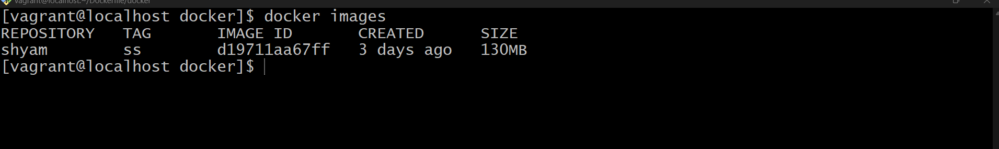 vagrant@localhost:~/Dockerfile/docker
[vagrant@localhost docker]$ docker images
REPOSITORY   TAG       IMAGE ID       CREATED      SIZE
shyam        ss        d19711aa67ff   3 days ago   130MB
[vagrant@localhost docker]$